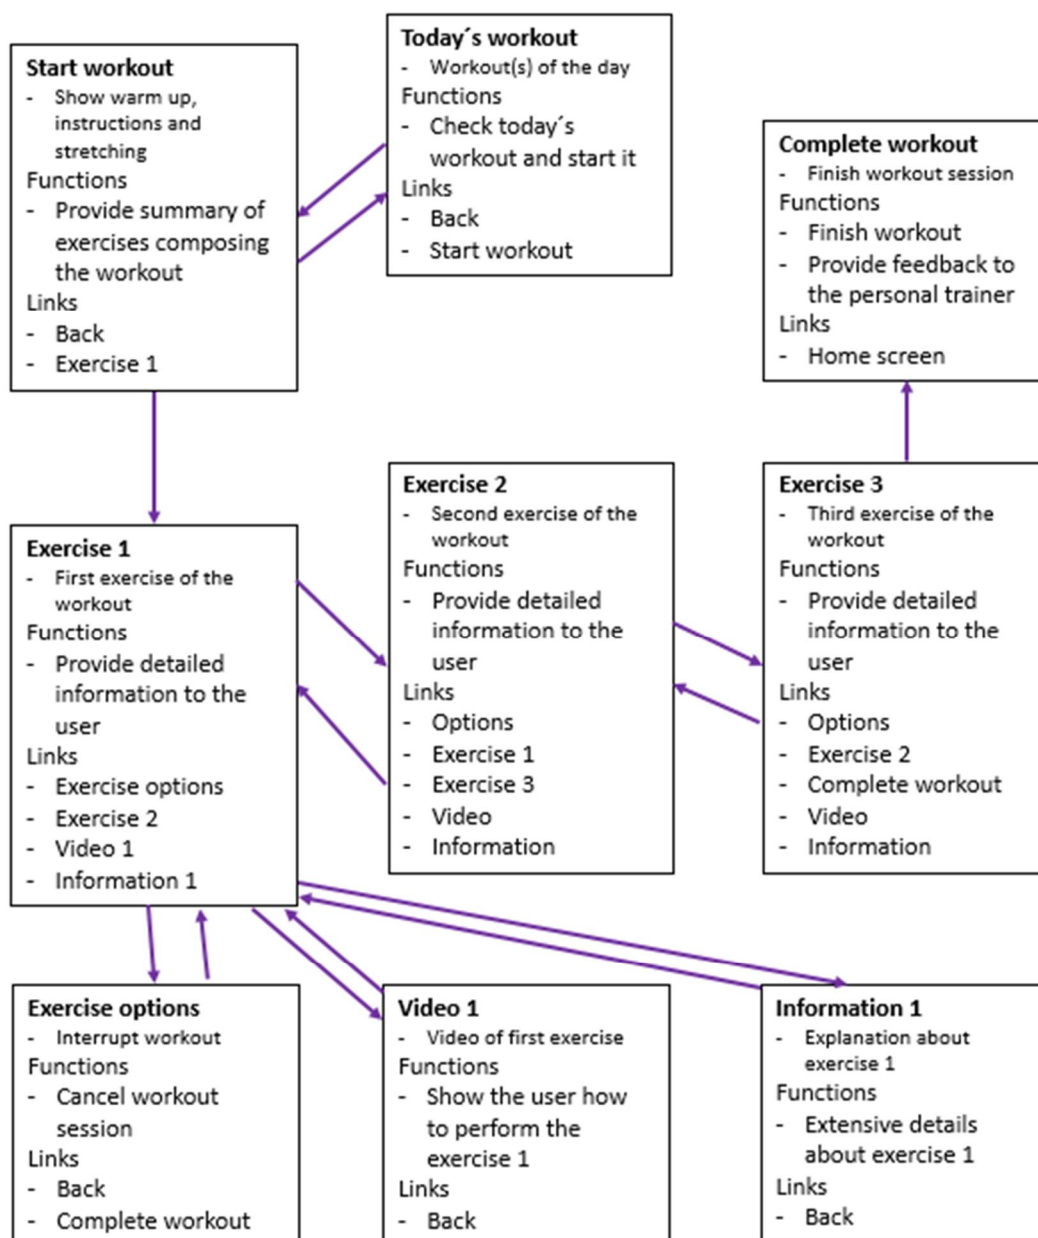 Start workout
- Show warm up,
instructions and
stretching
Functions
- Provide summary of
exercises composing
the workout
Links
- Back
- Exercise 1
Today´s workout
- Workout(s) of the day
Functions
- Check today´s
workout and start it
Links
- Back
- Start workout
Complete workout
- Finish workout session
Functions
- Finish workout
- Provide feedback to
the personal trainer
Links
- Home screen
Exercise 1
- First exercise of the
workout
Functions
- Provide detailed
information to the
user
Links
- Exercise options
- Exercise 2
- Video 1
- Information 1
Exercise 2
- Second exercise of the
workout
Functions
- Provide detailed
information to the
user
Links
- Options
- Exercise 1
- Exercise 3
- Video
- Information
Exercise 3
- Third exercise of the
workout
Functions
- Provide detailed
information to the
user
Links
- Options
- Exercise 2
- Complete workout
- Video
- Information
Exercise options
- Interrupt workout
Functions
- Cancel workout
session
Links
- Back
- Complete workout
Video 1
- Video of first exercise
Functions
- Show the user how
to perform the
exercise 1
Links
- Back
Information 1
- Explanation about
exercise 1
Functions
- Extensive details
about exercise 1
Links
- Back